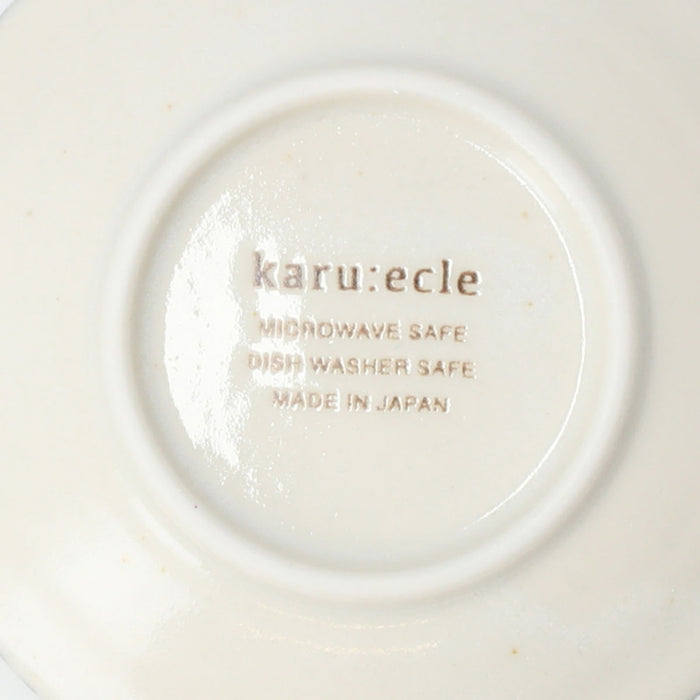 karu:ecle
MICROWAVE SAFE
DISH WASHER SAFE
MADE IN JAPAN